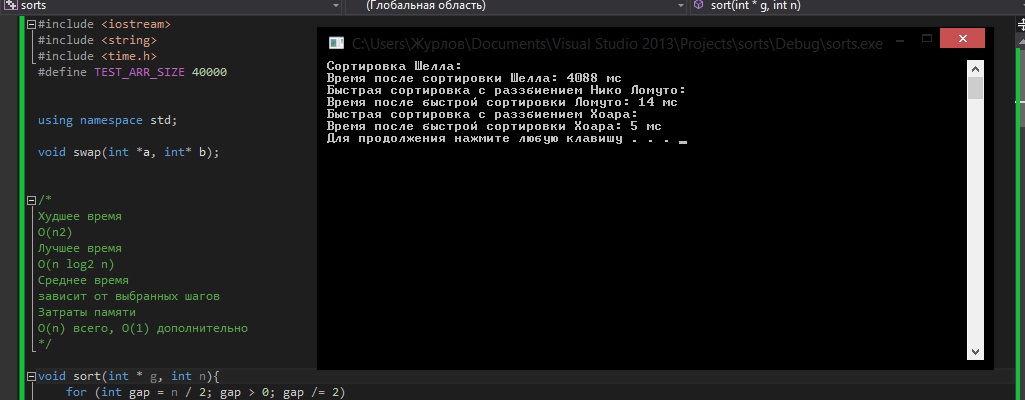 sorts
(Глобальная область)
sort(int * g, int n)
#include <iostream>
#include <string>
#include <time.h>
#define TEST_ARR_SIZE 40000
using namespace std;
void swap(int *a, int* b);
/*
Худшее время
O(n2)
Лучшее время
O(n log2 n)
Среднее время
зависит от выбранных шагов
Затраты памяти
О(n) всего, O(1) дополнительно
*/
void sort(int * g, int n){
for (int gap = n / 2; gap > 0; gap /= 2)
C:\Users\Журлов\Documents\Visual Studio 2013\Projects\sorts\Debug\sorts.exe
Сортировка Шелла:
Время после сортировки Шелла: 4088 мс
Быстрая сортировка с раззбиением Нико Ломуто:
Время после быстрой сортировки Ломуто: 14 мс
Быстрая сортировка с раззбиением Хоара:
Время после быстрой сортировки Хоара: 5 мс
Для продолжения нажмите любую клавишу . . .